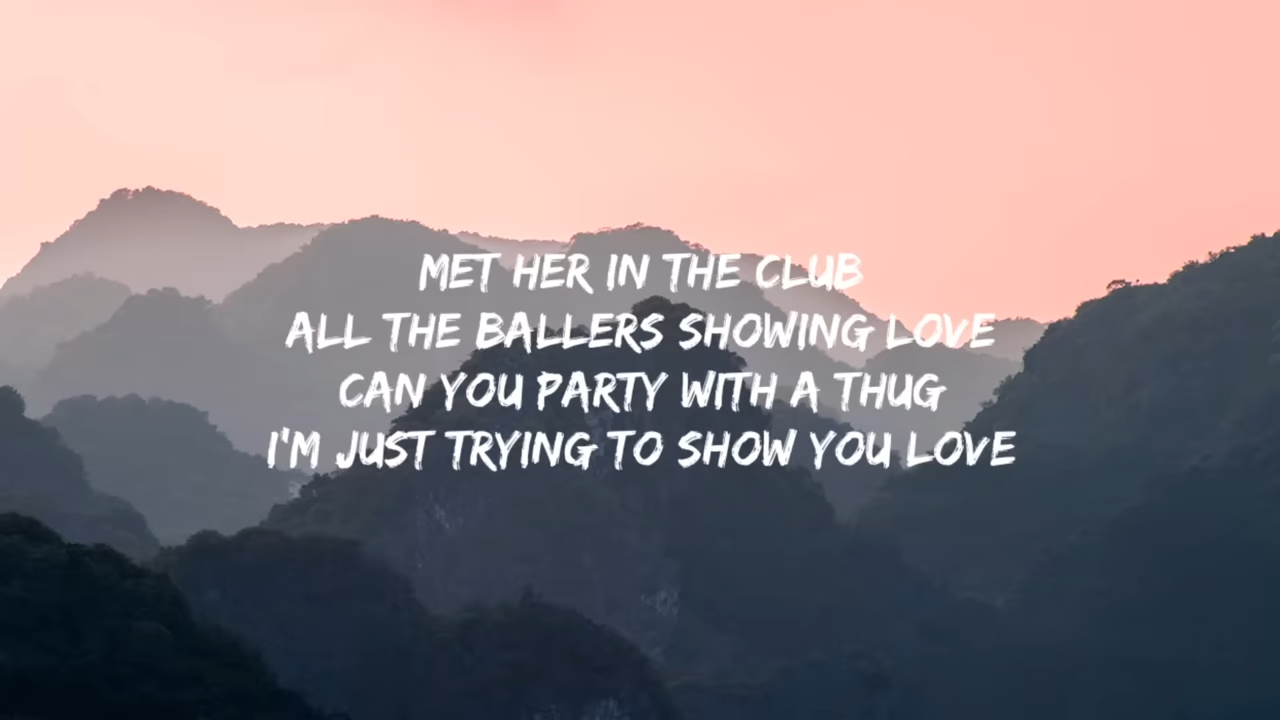 MET HER IN THE CLUB
ALL THE BALLERS SHOWING LOVE
CAN YOU PARTY WITH A THUG
I'M JUST TRYING TO SHOW YOU LOVE